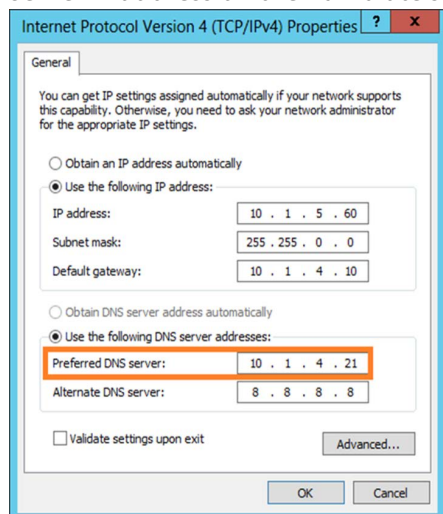 Internet Protocol Version 4 (TCP/IPv4) Properties ? x
General
You can get IP settings assigned automatically if your network supports
this capability. Otherwise, you need to ask your network administrator
for the appropriate IP settings.
Obtain an IP address automatically
Use the following IP address:
IP address: 10 . 1 . 5 . 60
Subnet mask: 255 . 255 . 0 . 0
Default gateway: 10 . 1 . 4 . 10
Obtain DNS server address automatically
Use the following DNS server addresses:
Preferred DNS server: 10 . 1 . 4 . 21
Alternate DNS server: 8 . 8 . 8 . 8
Validate settings upon exit
Advanced...
OK Cancel